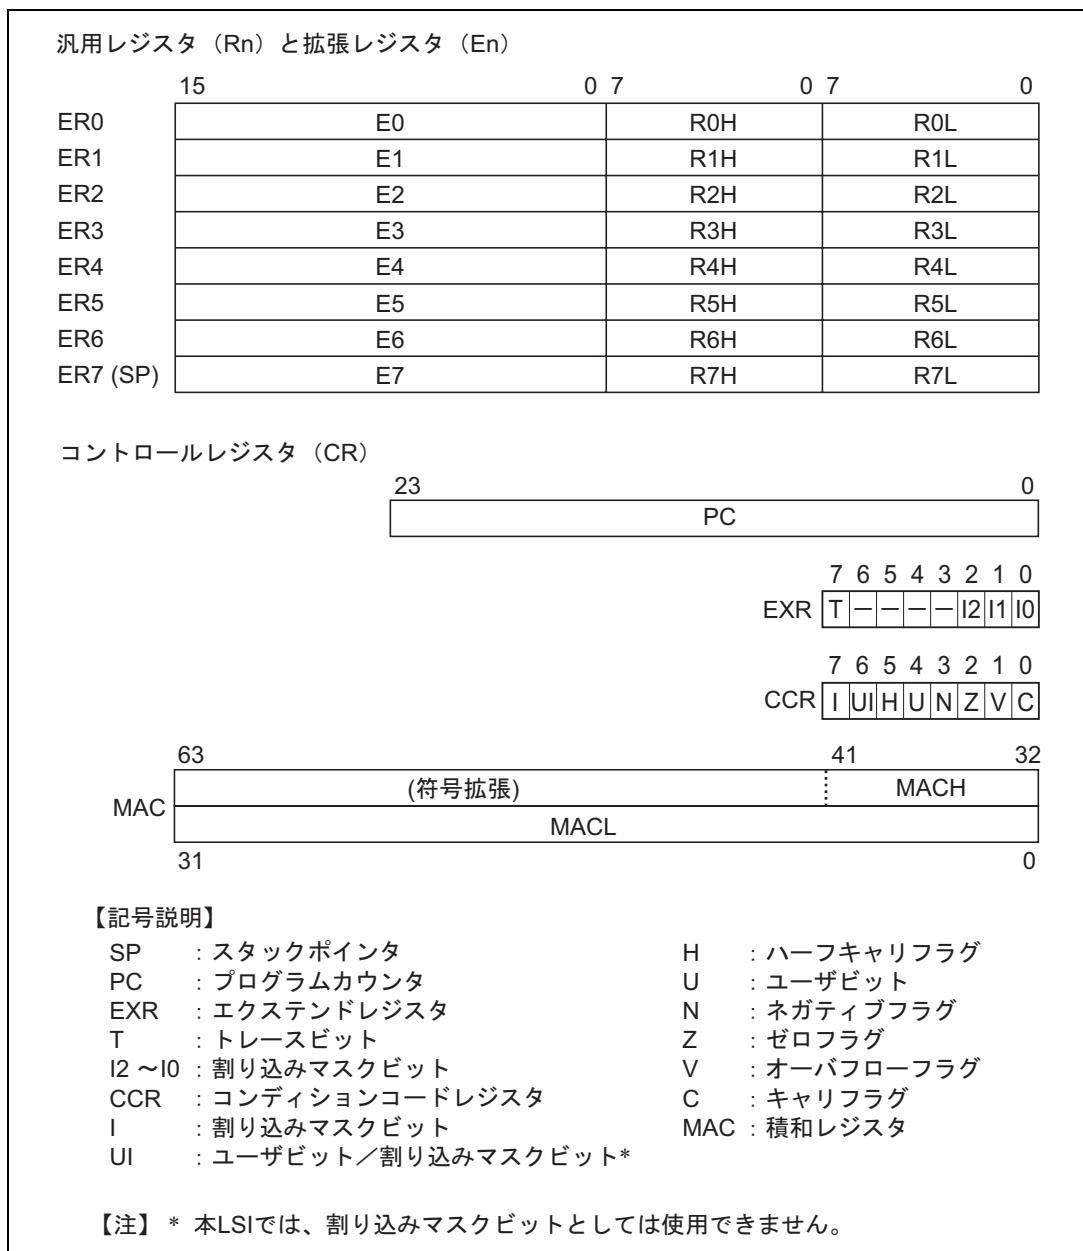 汎用レジスタ（Rn）と拡張レジスタ（En）
15 0 7 0 7 0
ER0 E0 R0H R0L
ER1 E1 R1H R1L
ER2 E2 R2H R2L
ER3 E3 R3H R3L
ER4 E4 R4H R4L
ER5 E5 R5H R5L
ER6 E6 R6H R6L
ER7 (SP) E7 R7H R7L
コントロールレジスタ（CR）
23 0
PC
7 6 5 4 3 2 1 0
EXR T － － － － I2 I1 I0
7 6 5 4 3 2 1 0
CCR I UI H U N Z V C
63 41 32
(符号拡張) MACH
MAC
MACL
31 0
【記号説明】
SP : スタックポインタ
PC : プログラムカウンタ
EXR : エクステンドレジスタ
T : トレースビット
I2 ～I0 : 割り込みマスクビット
CCR : コンディションコードレジスタ
I : 割り込みマスクビット
UI : ユーザビット／割り込みマスクビット*
H : ハーフキャリフラグ
U : ユーザビット
N : ネガティブフラグ
Z : ゼロフラグ
V : オーバフローフラグ
C : キャリフラグ
MAC : 積和レジスタ
【注】 * 本LSIでは、割り込みマスクビットとしては使用できません。